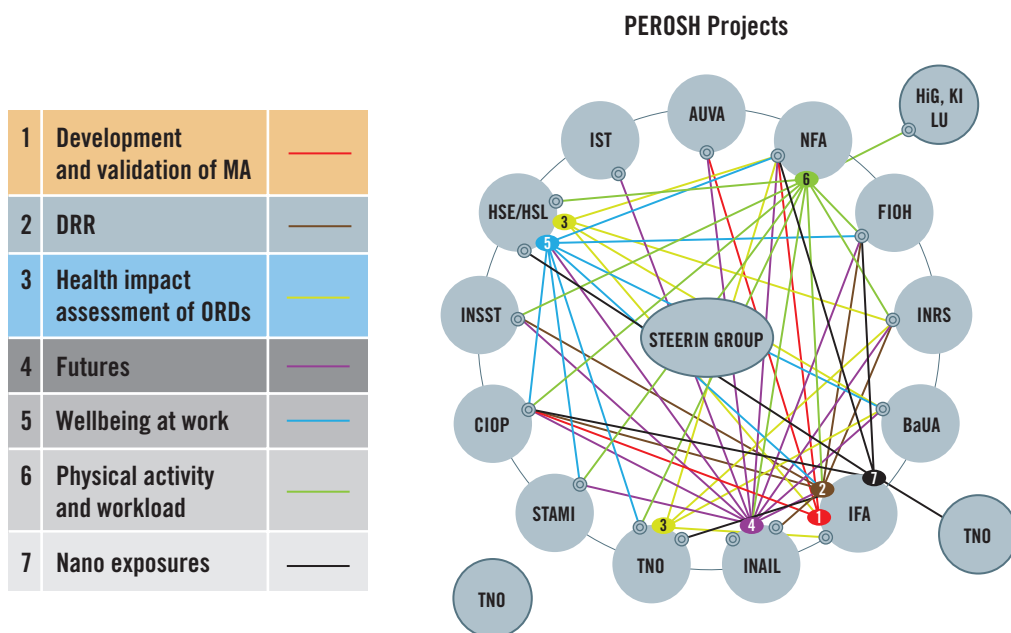 PEROSH Projects
1 Development
and validation of MA
2 DRR
3 Health impact
assessment of ORDs
4 Futures
5 Wellbeing at work
6 Physical activity
and workload
7 Nano exposures
AUVA
NFA
HiG, KI
LU
IST
6
HSE/HSL
3
5
FIOH
INSST
STEERIN GROUP
INRS
CIOP
BaUA
7
2
STAMI
3
4
1
IFA
TNO
TNO
INAIL
TNO